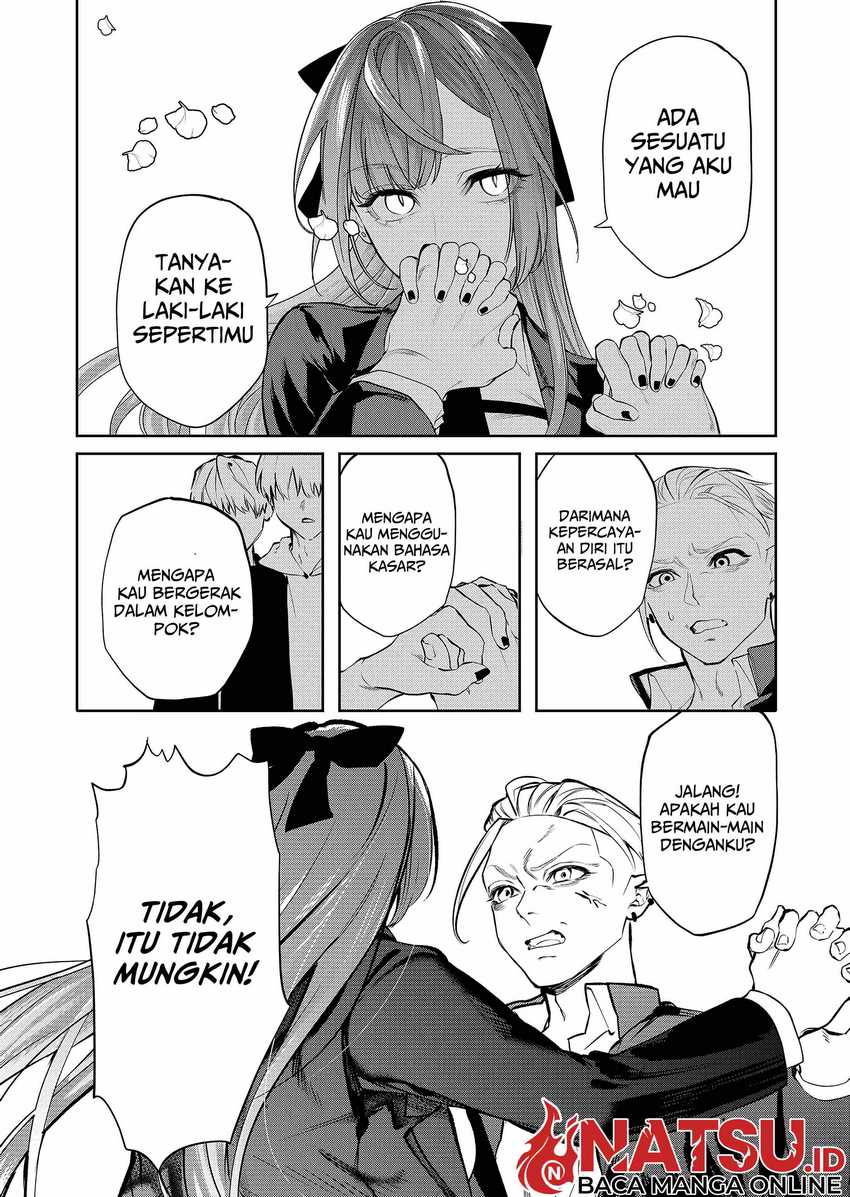 ADA
SESUATU
YANG AKU
MAU
TANYA-
KAN KE
LAKI-LAKI
SEPERTIMU
DARIMANA
KEPERCAYA-
AN DIRI ITU
BERASAL?
MENGAPA
KAU MENGGU-
NAKAN BAHASA
KASAR?
MENGAPA
KAU BERGERAK
DALAM KELOM-
POK?
JALANG!
APAKAH KAU
BERMAIN-MAIN
DENGANKU?
TIDAK,
ITU TIDAK
MUNGKIN!
N NATSU.ID
BACA MANGA ONLINE